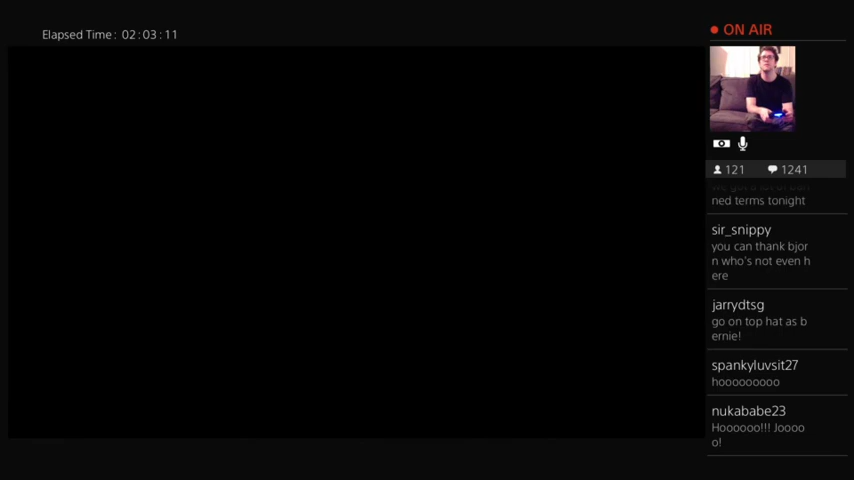 Elapsed Time: 02:03:11
ON AIR
121 1241
ned terms tonight
sir_snippy
you can thank bjor
n who's not even h
ere
jarrydtsg
go on top hat as b
ernie!
spankyluvsit27
hooooooooo
nukababe23
Hoooooo!!! Joooo
o!